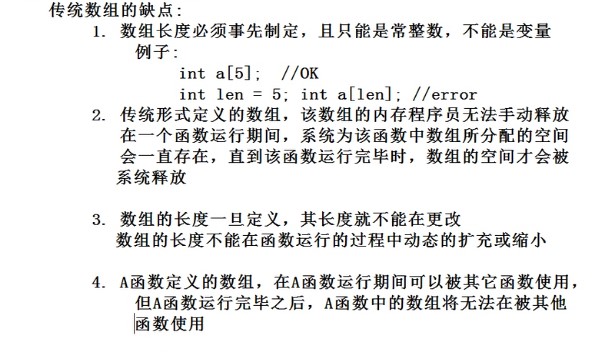 传统数组的缺点:
1. 数组长度必须事先制定，且只能是常整数，不能是变量
例子:
int a[5]; //OK
int len = 5; int a[len]; //error
2. 传统形式定义的数组，该数组的内存程序员无法手动释放
在一个函数运行期间，系统为该函数中数组所分配的空间
会一直存在，直到该函数运行完毕时，数组的空间才会被
系统释放
3. 数组的长度一旦定义，其长度就不能在更改
数组的长度不能在函数运行的过程中动态的扩充或缩小
4. A函数定义的数组，在A函数运行期间可以被其它函数使用，
但A函数运行完毕之后，A函数中的数组将无法在被其他
函数使用